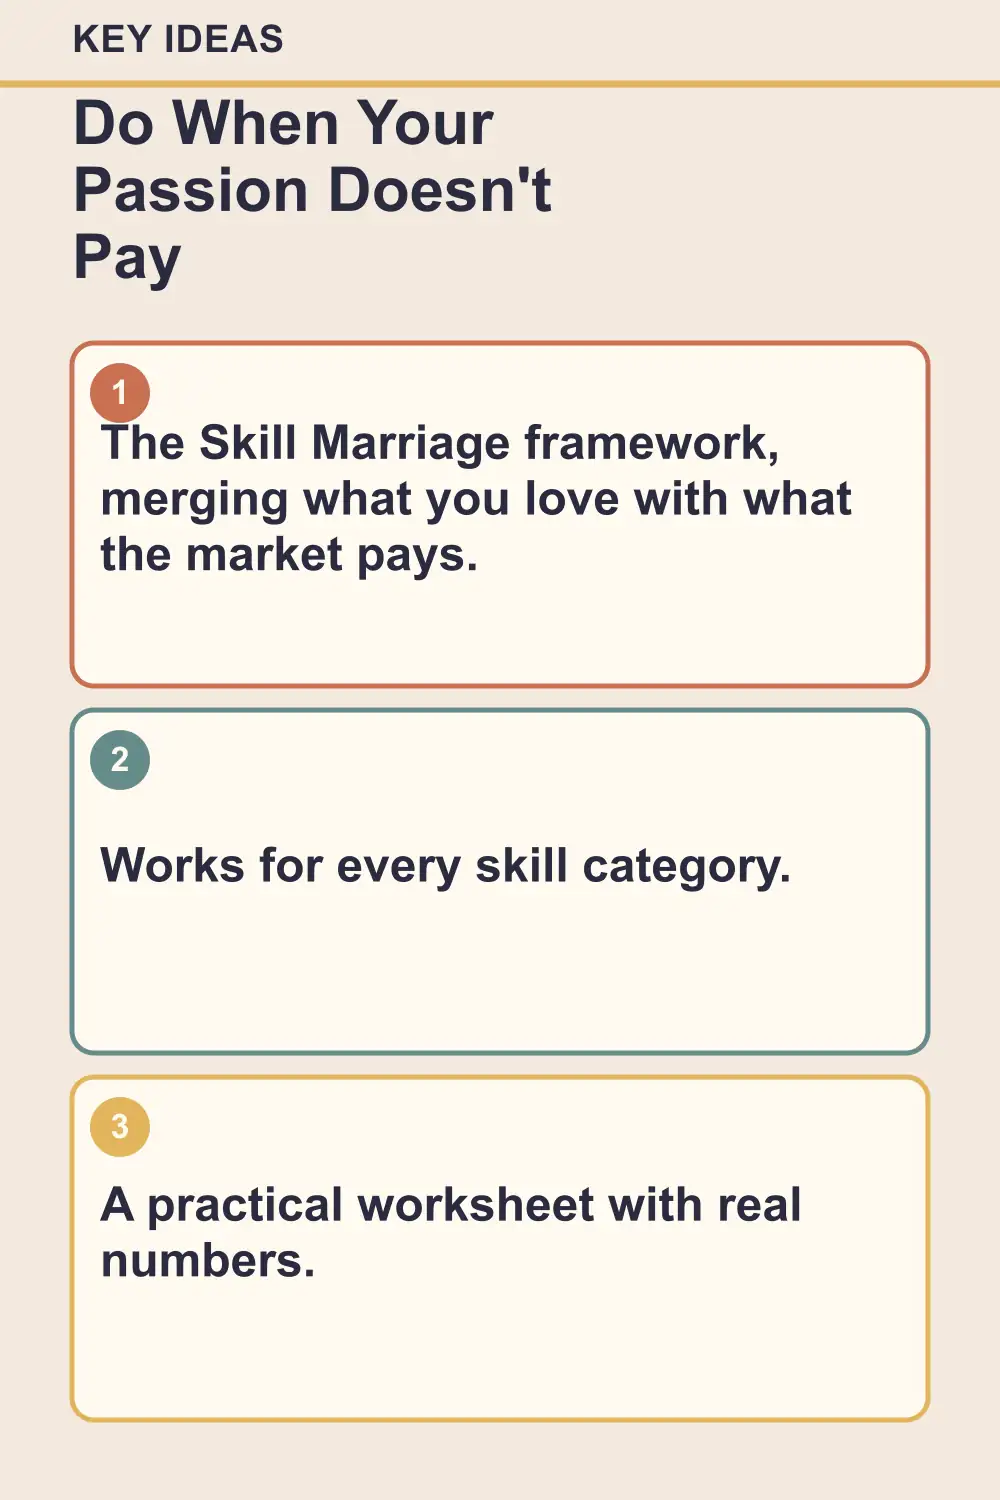 KEY IDEAS
Do When Your
Passion Doesn't
Pay
1
The Skill Marriage framework,
merging what you love with what
the market pays.
2
Works for every skill category.
3
A practical worksheet with real
numbers.